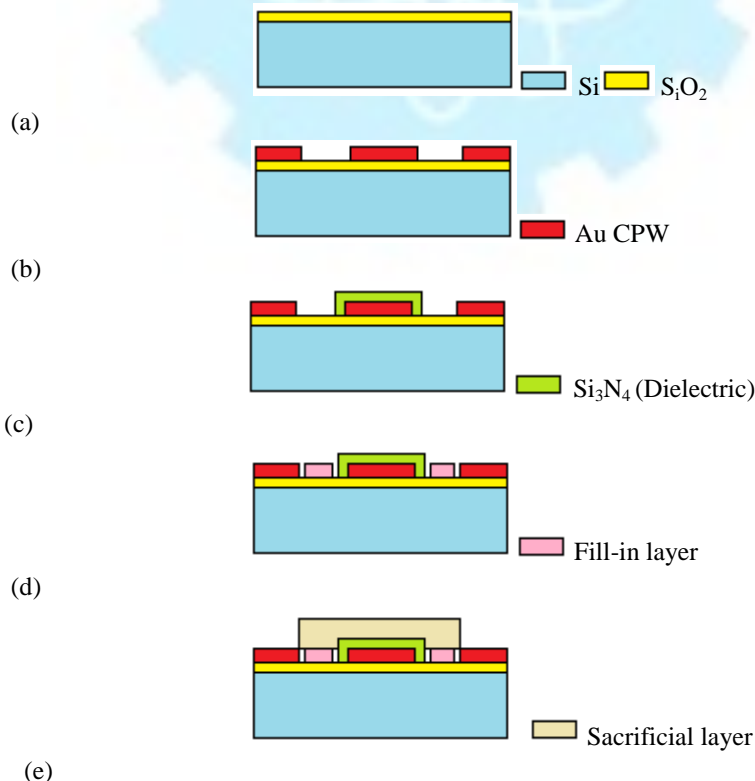 Si SiO₂
(a)
Au CPW
(b)
Si₃N₄ (Dielectric)
(c)
Fill-in layer
(d)
Sacrificial layer
(e)